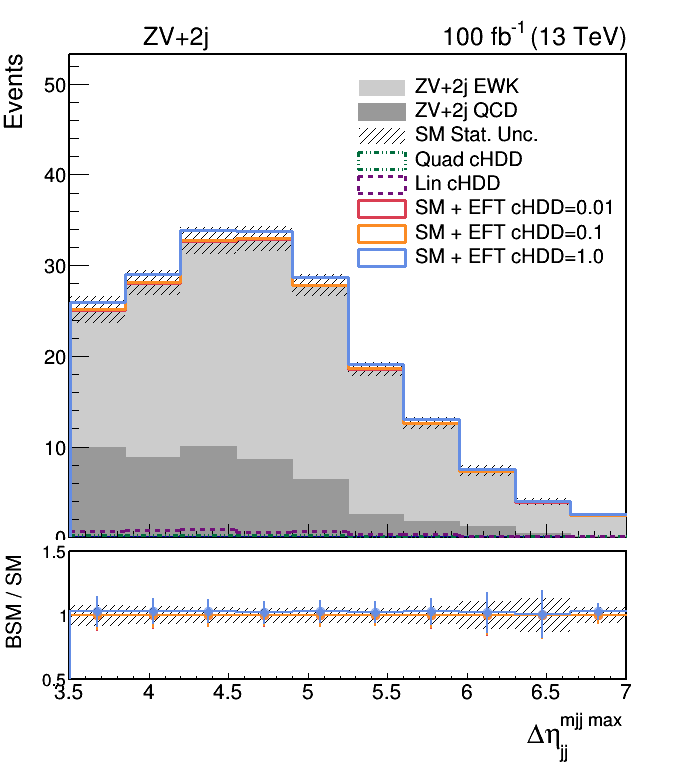 ZV+2j 100 fb-1 (13 TeV)
Events
50
40
30
20
10
0
ZV+2j EWK
ZV+2j QCD
SM Stat. Unc.
Quad cHDD
Lin cHDD
SM + EFT cHDD=0.01
SM + EFT cHDD=0.1
SM + EFT cHDD=1.0
BSM / SM
1.5
1
0.5
3.5 4 4.5 5 5.5 6 6.5 7
Δη jj mjj max